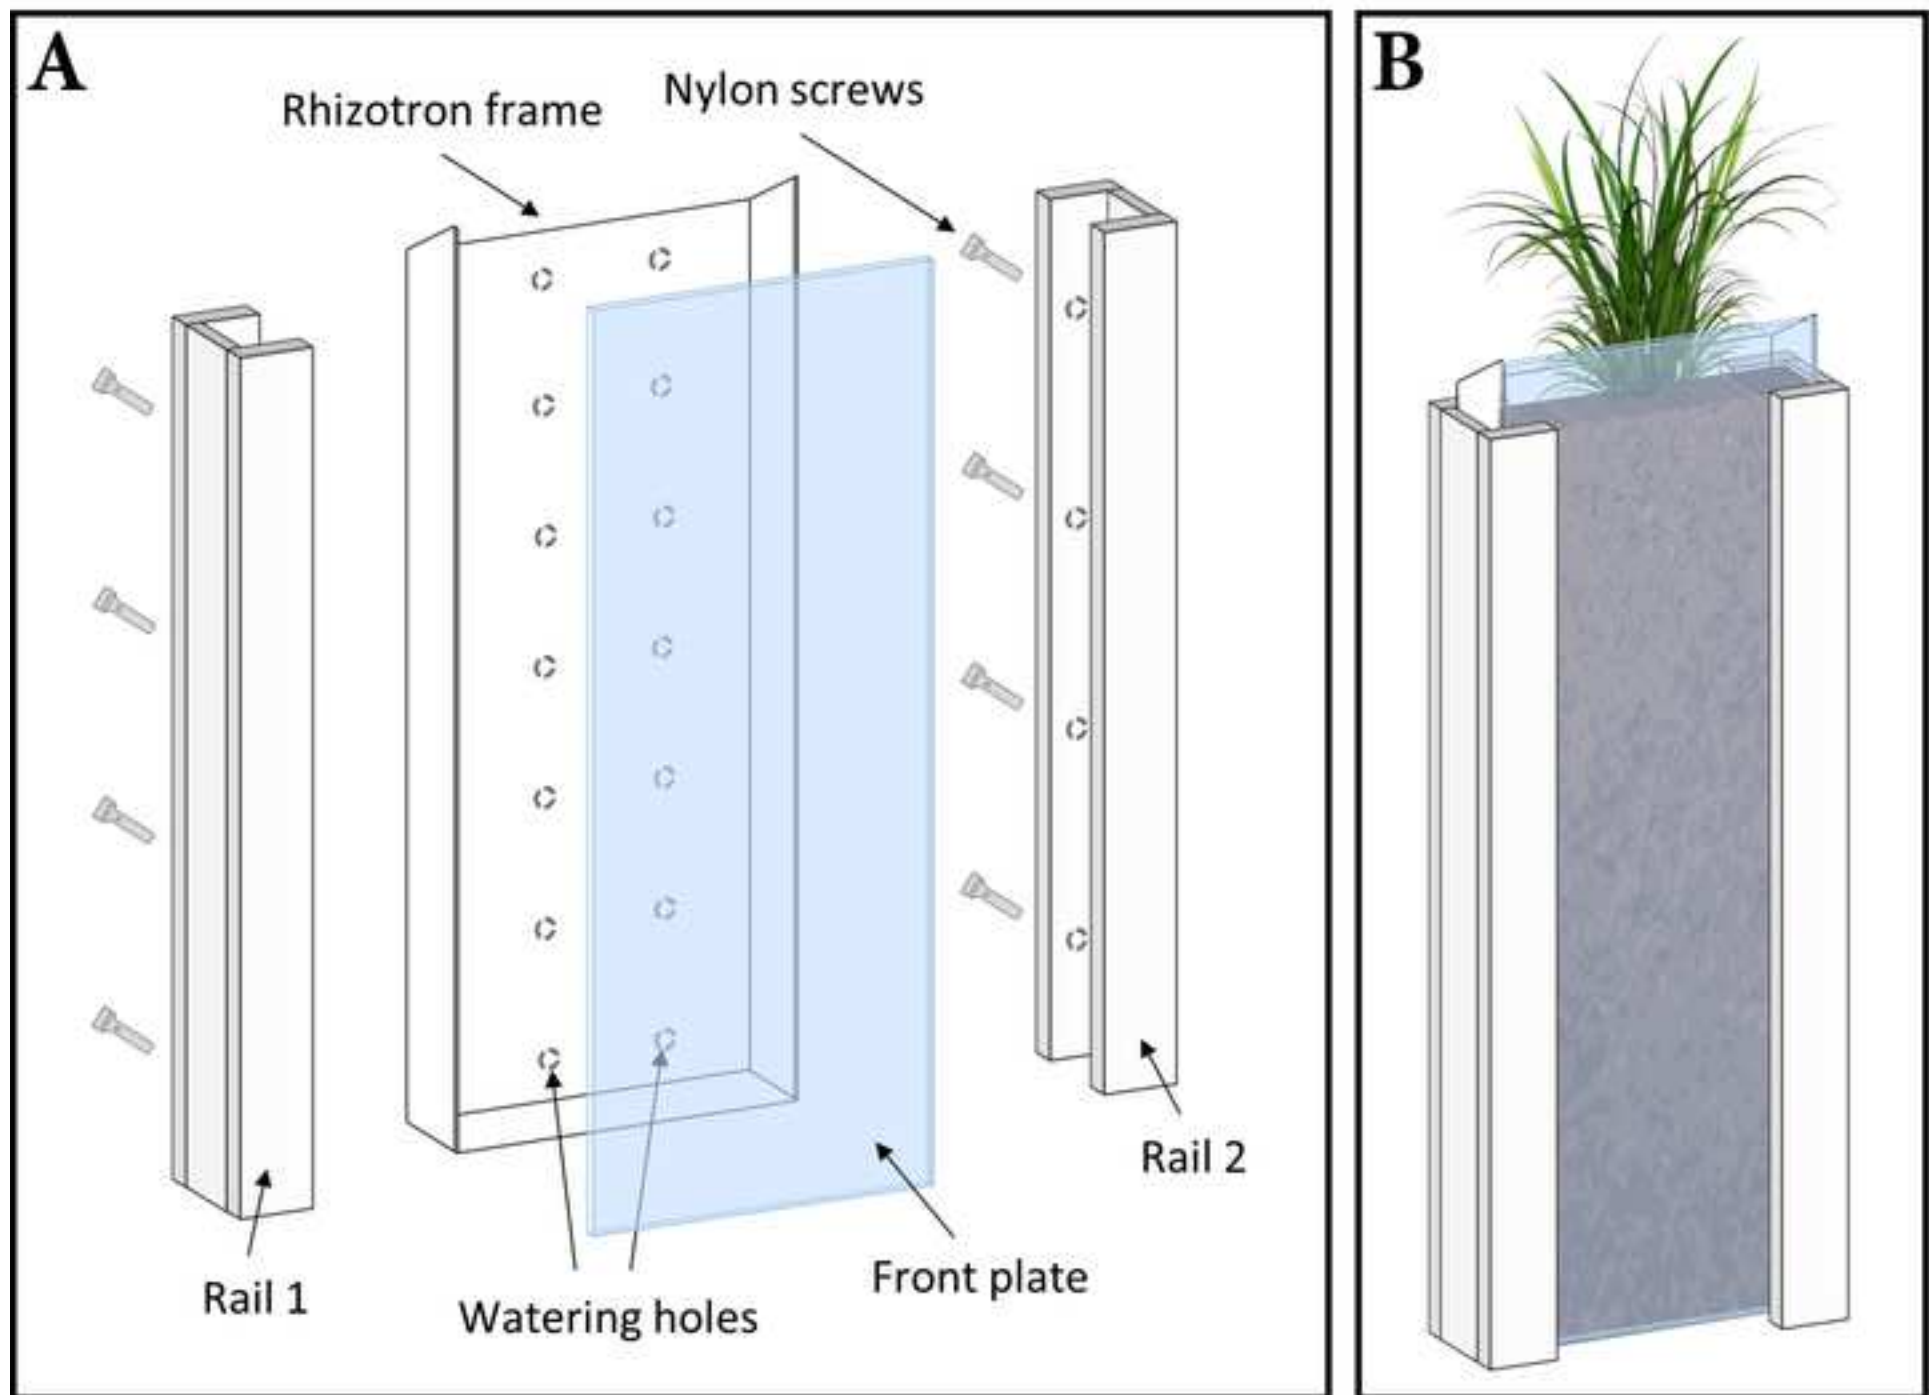 A
B
Rhizotron frame
Nylon screws
Rail 2
Front plate
Rail 1
Watering holes